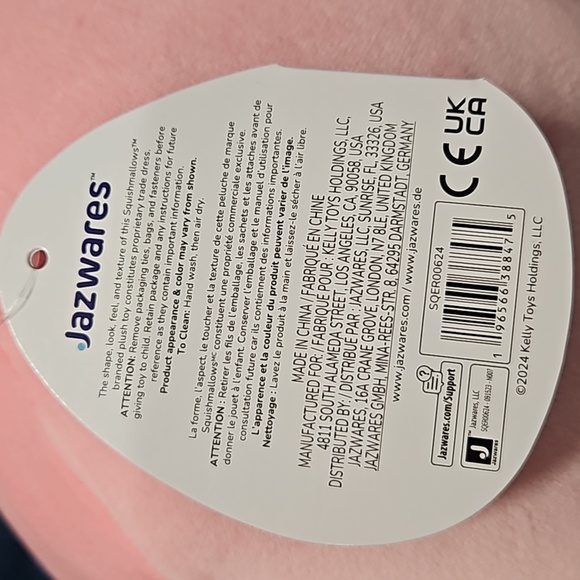 Jazwares™
The shape, look, feel, and texture of this Squishmallows™
branded plush toy constitutes proprietary trade dress.
ATTENTION: Remove packaging lies, bags, and fasteners before
giving toy to child. Retain package and any instructions for future
reference as they contain important information.
Product appearance & color may vary from shown.
To Clean: Hand wash, then air dry.
La forme, l'aspect, le toucher et la texture de cette peluche de marque
Squishmallowsᴹᶜ constituent une propriété commerciale exclusive.
ATTENTION : Retirer les fils de l'emballage, les sachets et les attaches avant de
donner le jouet à l'enfant. Conserver l'emballage et le manuel d'utilisation pour
consultation future car ils condiennent des informations importantes.
L'apparence et la couleur du produit peuvent varier de l'image.
Nettoyage : Lavez le produit à la main et laissez-le sécher à l'air libre.
MADE IN CHINA / FABRIQUÉ EN CHINE
MANUFACTURED FOR: / FABRIQUÉ POUR : KELLY TOYS HOLDINGS, LLC,
4811 SOUTH ALAMEDA STREET, LOS ANGELES, CA, 90058, USA
DISTRIBUTED BY: / DISTRIBUÉ PAR : JAZWARES, LLC, SUNRISE, FL, 33326, USA
JAZWARES, 16A CRANE GROVE, LONDON, N7 8LE, UNITED KINGDOM
JAZWARES GMBH, MINA-REES-STR. 8, 64295 DARMSTADT, GERMANY
www.jazwares.com / www.jazwares.de
Jazwares.com/Support
Jazwares, LLC
SQER00624
1 96566 38847 5
CE UK CA
©2024 Kelly Toys Holdings, LLC